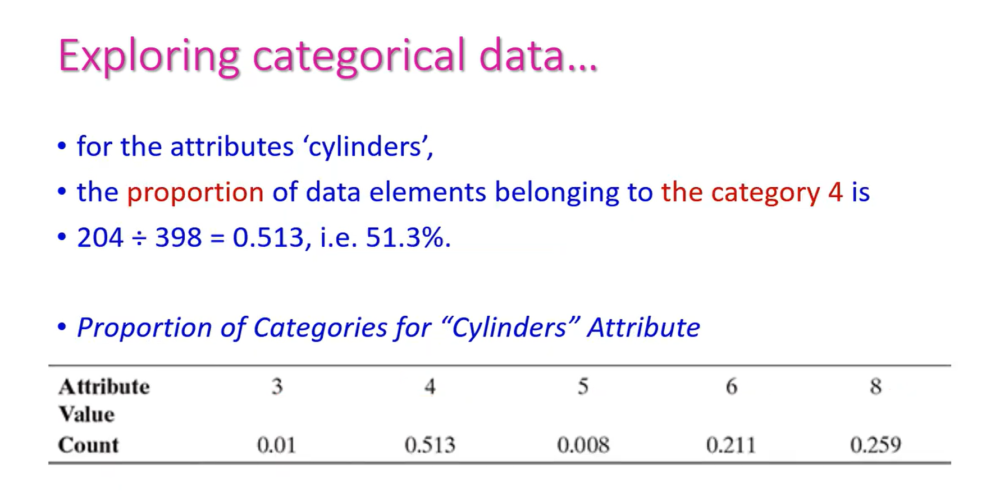 Exploring categorical data...
• for the attributes ‘cylinders’,
• the proportion of data elements belonging to the category 4 is
• 204 ÷ 398 = 0.513, i.e. 51.3%.
• Proportion of Categories for “Cylinders” Attribute
Attribute Value 3 4 5 6 8
Count 0.01 0.513 0.008 0.211 0.259